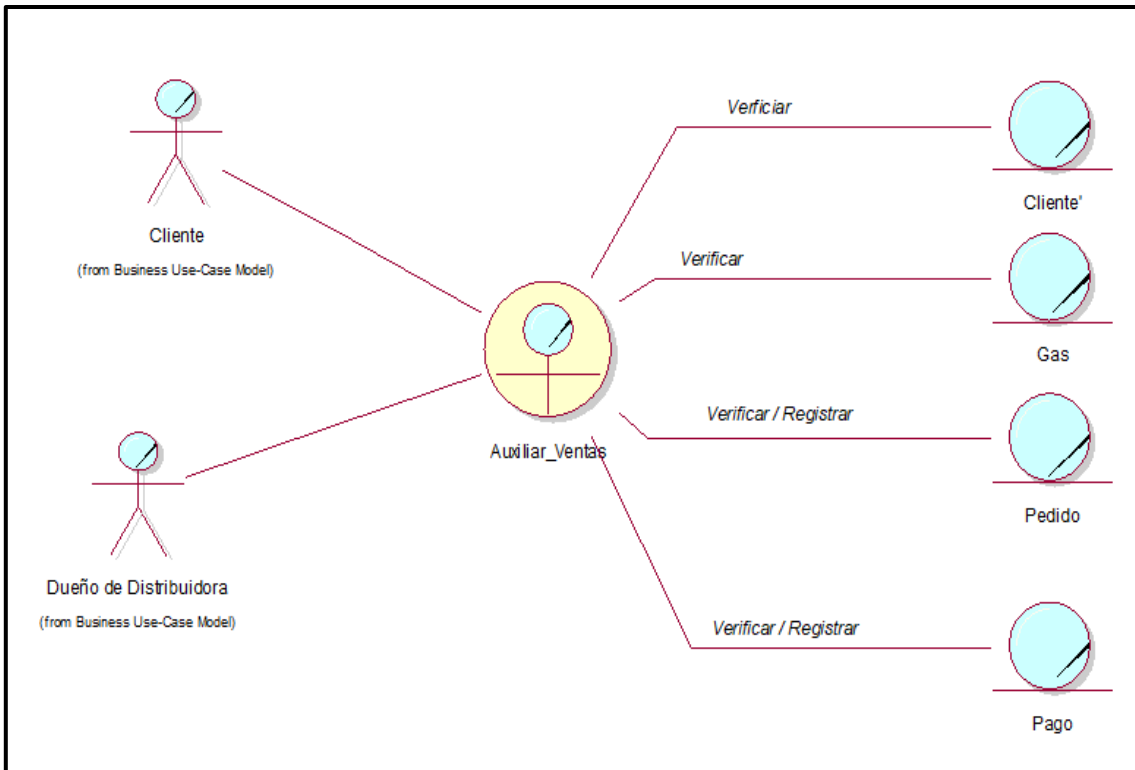 Verficiar
Cliente'
Cliente
(from Business Use-Case Model)
Verificar
Gas
Verificar / Registrar
Auxiliar_Ventas
Pedido
Dueño de Distribuidora
(from Business Use-Case Model)
Verificar / Registrar
Pago